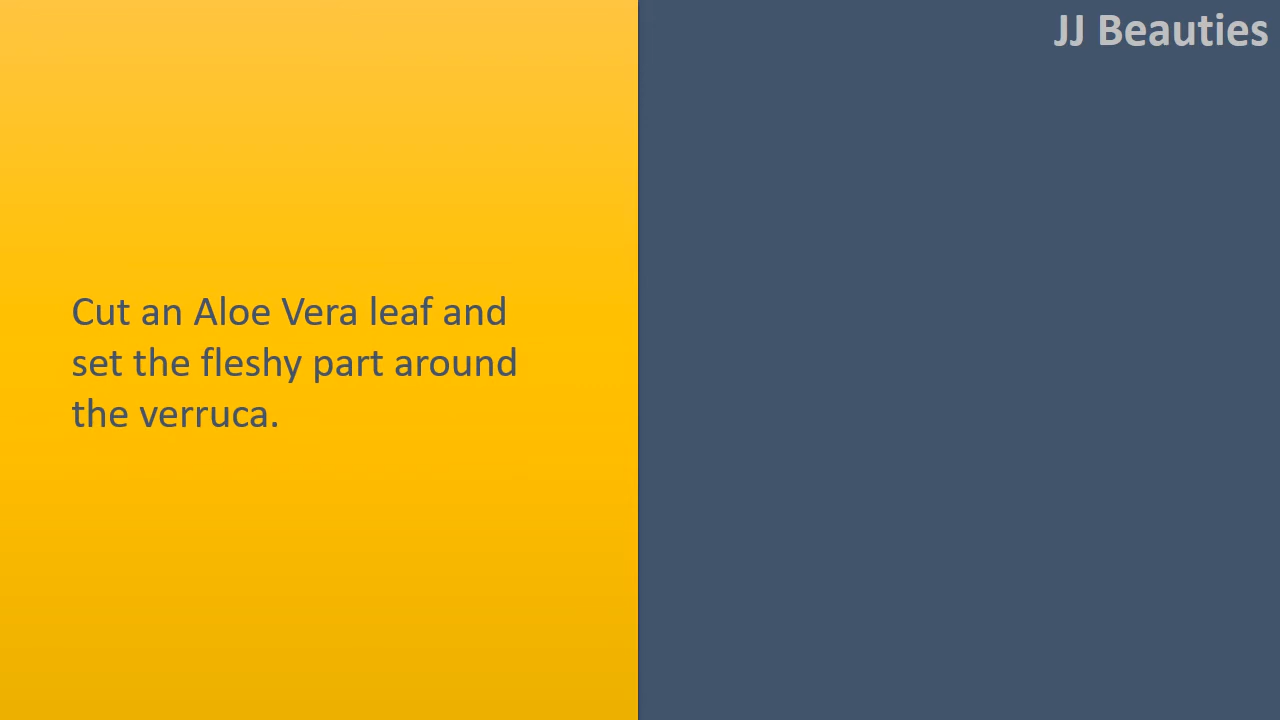 JJ Beauties
Cut an Aloe Vera leaf and
set the fleshy part around
the verruca.